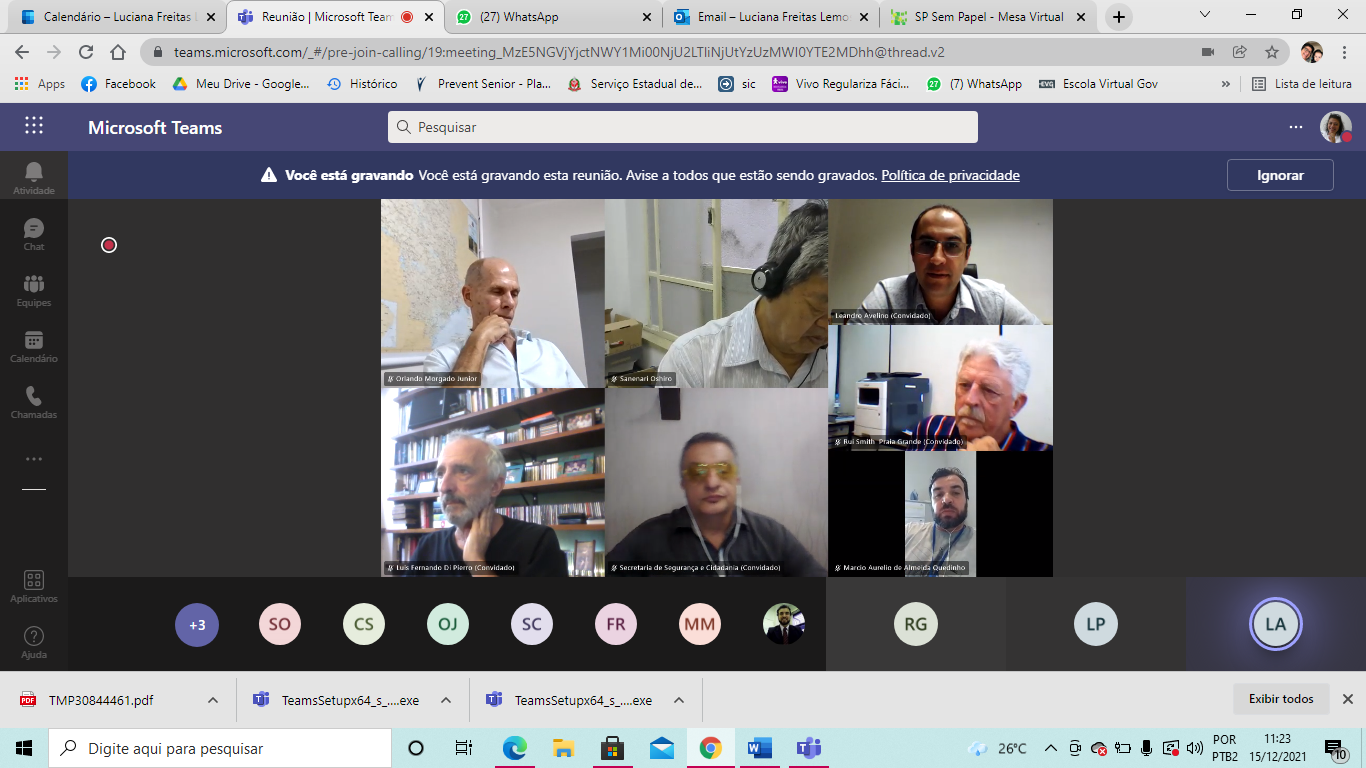 Calendário – Luciana Freitas L
Reunião | Microsoft Team
(27) WhatsApp
Email – Luciana Freitas Lemo
SP Sem Papel - Mesa Virtual
teams.microsoft.com/_#/pre-join-calling/19:meeting_MzE5NGVjYjctNWY1Mi00NjU2LTliNjUtYzUzMWI0YTE2MDhh@thread.v2
Apps
Facebook
Meu Drive - Google...
Histórico
Prevent Senior - Pla...
Serviço Estadual de...
sic
Vivo Regulariza Fáci...
27
(7) WhatsApp
Escola Virtual Gov
»
Lista de leitura
Microsoft Teams
Pesquisar
Você está gravando Você está gravando esta reunião. Avise a todos que estão sendo gravados. Política de privacidade
Ignorar
Atividade
Chat
Equipes
Calendário
Chamadas
Aplicativos
Ajuda
Orlando Morgado Junior
Sanenari Oshiro
Leandro Avelino (Convidado)
Rui Smith Praia Grande (Convidado)
Luis Fernando Di Pierro (Convidado)
Secretaria de Segurança e Cidadania (Convidado)
Marcio Aurelio de Almeida Quedinho
+3
SO
CS
OJ
SC
FR
MM
RG
LP
LA
TMP30844461.pdf
TeamsSetupx64_s_....exe
TeamsSetupx64_s_....exe
Exibir todos
Digite aqui para pesquisar
26°C
POR
PTB2
11:23
15/12/2021
10